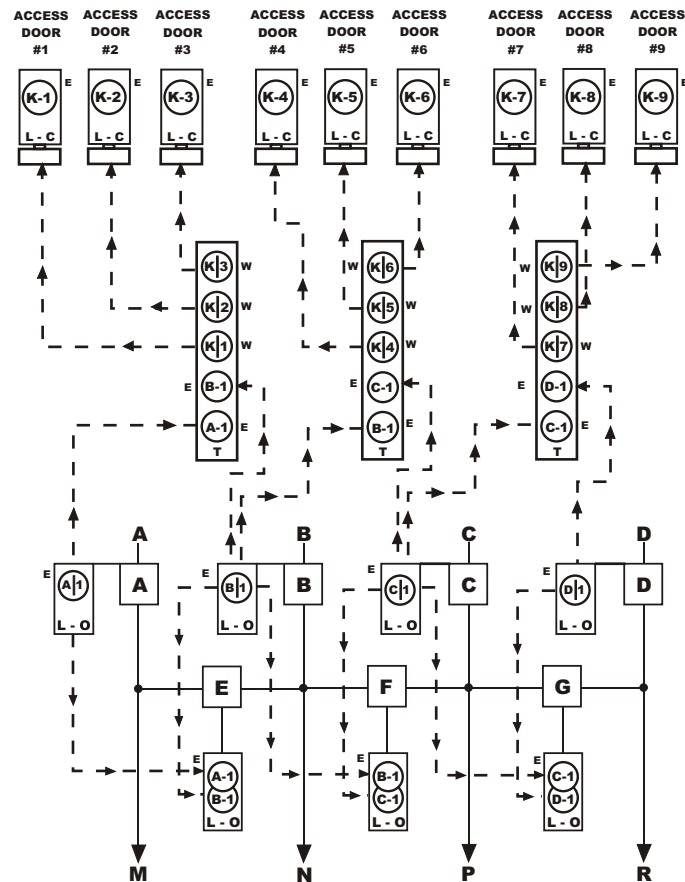 ACCESS DOOR #1
ACCESS DOOR #2
ACCESS DOOR #3
ACCESS DOOR #4
ACCESS DOOR #5
ACCESS DOOR #6
ACCESS DOOR #7
ACCESS DOOR #8
ACCESS DOOR #9
K-1 E K-2 E K-3 E K-4 E K-5 E K-6 E K-7 E K-8 E K-9 E
L - C L - C L - C L - C L - C L - C L - C L - C L - C
K 3 W W K 6 W K 9
K 2 W K 5 W K 8 W
K 1 W K 4 W K 7 W
E B-1 E C-1 E D-1
A-1 E B-1 E C-1 E
T T T
A B C D
E A 1 A E B 1 B E C 1 C E D 1 D
L - O L - O L - O L - O
E F G
E E E
A-1 B-1 C-1
B-1 C-1 D-1
L - O L - O L - O
M N P R